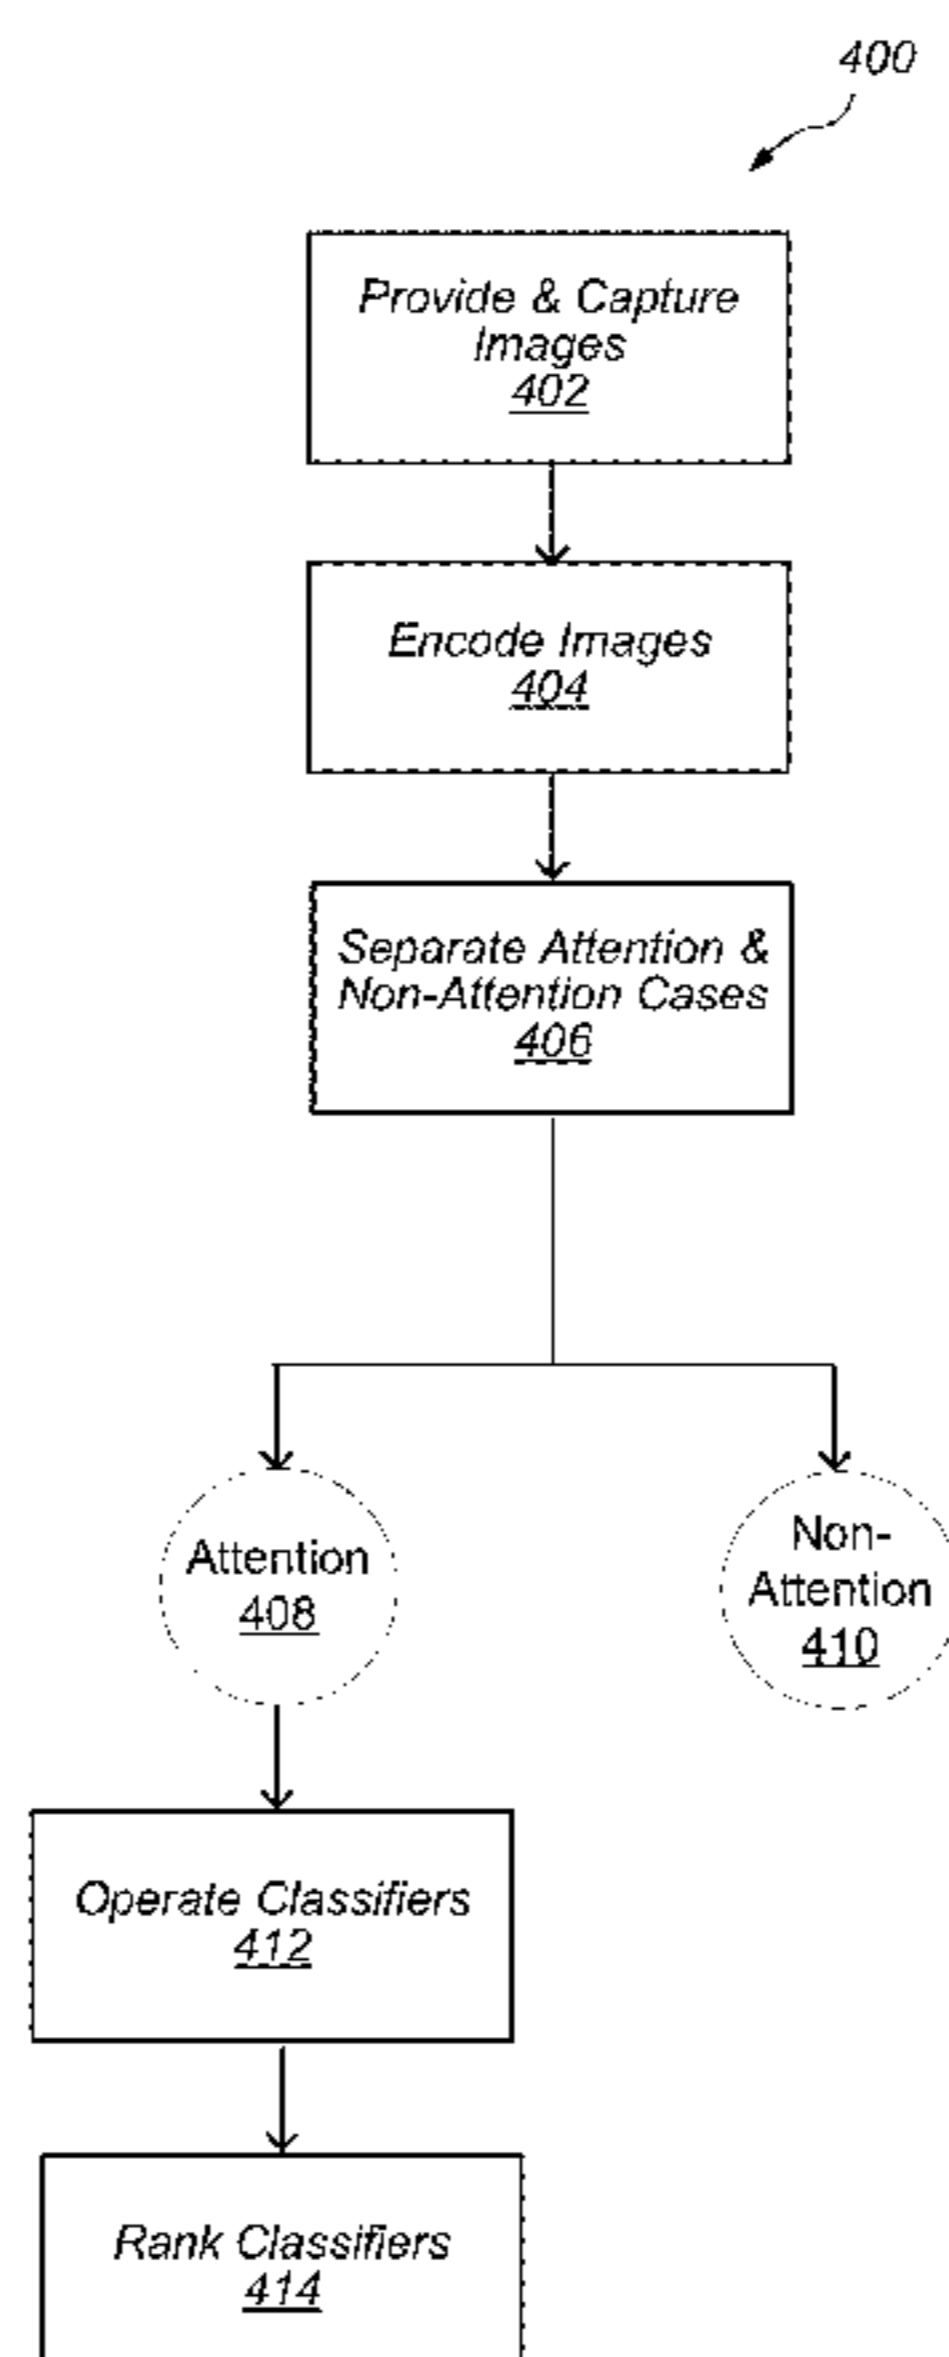 400
Provide & Capture
Images
402
Encode Images
404
Separate Attention &
Non-Attention Cases
406
Attention
408
Non-
Attention
410
Operate Classifiers
412
Rank Classifiers
414